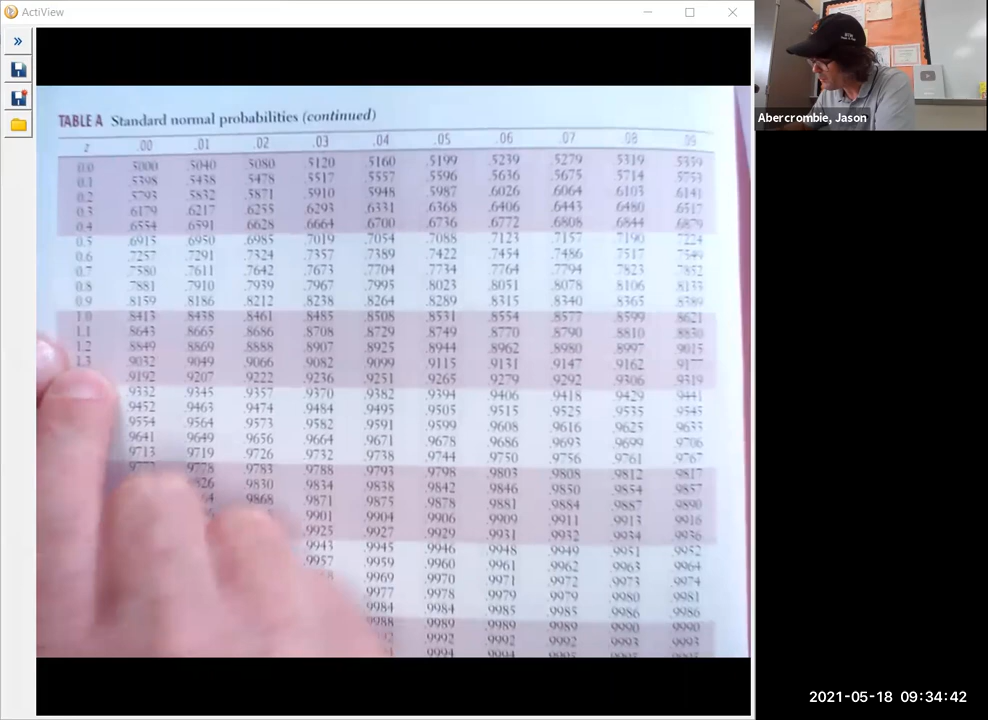 ActiView
TABLE A Standard normal probabilities (continued)
z .00 .01 .02 .03 .04 .05 .06 .07 .08 .09
0.0 .5000 .5040 .5080 .5120 .5160 .5199 .5239 .5279 .5319 .5359
0.1 .5398 .5438 .5478 .5517 .5557 .5596 .5636 .5675 .5714 .5753
0.2 .5793 .5832 .5871 .5910 .5948 .5987 .6026 .6064 .6103 .6141
0.3 .6179 .6217 .6255 .6293 .6331 .6368 .6406 .6443 .6480 .6517
0.4 .6554 .6591 .6628 .6664 .6700 .6736 .6772 .6808 .6844 .6879
0.5 .6915 .6950 .6985 .7019 .7054 .7088 .7123 .7157 .7190 .7224
0.6 .7257 .7291 .7324 .7357 .7389 .7422 .7454 .7486 .7517 .7549
0.7 .7580 .7611 .7642 .7673 .7704 .7734 .7764 .7794 .7823 .7852
0.8 .7881 .7910 .7939 .7967 .7995 .8023 .8051 .8078 .8106 .8133
0.9 .8159 .8186 .8212 .8238 .8264 .8289 .8315 .8340 .8365 .8389
1.0 .8413 .8438 .8461 .8485 .8508 .8531 .8554 .8577 .8599 .8621
1.1 .8643 .8665 .8686 .8708 .8729 .8749 .8770 .8790 .8810 .8830
1.2 .8849 .8869 .8888 .8907 .8925 .8944 .8962 .8980 .8997 .9015
1.3 .9032 .9049 .9066 .9082 .9099 .9115 .9131 .9147 .9162 .9177
.9192 .9207 .9222 .9236 .9251 .9265 .9279 .9292 .9306 .9319
.9332 .9345 .9357 .9370 .9382 .9394 .9406 .9418 .9429 .9441
.9452 .9463 .9474 .9484 .9495 .9505 .9515 .9525 .9535 .9545
.9554 .9564 .9573 .9582 .9591 .9599 .9608 .9616 .9625 .9633
.9641 .9649 .9656 .9664 .9671 .9678 .9686 .9693 .9699 .9706
.9713 .9719 .9726 .9732 .9738 .9744 .9750 .9756 .9761 .9767
.9778 .9783 .9788 .9793 .9798 .9803 .9808 .9812 .9817
.9830 .9834 .9838 .9842 .9846 .9850 .9854 .9857
.9868 .9871 .9875 .9878 .9881 .9884 .9887 .9890
.9901 .9904 .9906 .9909 .9911 .9913 .9916
.9925 .9927 .9929 .9931 .9932 .9934 .9936
.9943 .9945 .9946 .9948 .9949 .9951 .9952
.9957 .9959 .9960 .9961 .9962 .9963 .9964
.9969 .9970 .9971 .9972 .9973 .9974
.9977 .9978 .9979 .9979 .9980 .9981
.9984 .9984 .9985 .9985 .9986 .9986
.9988 .9989 .9989 .9989 .9990 .9990
.9992 .9992 .9992 .9993 .9993
.9994 .9994
Abercrombie, Jason
2021-05-18 09:34:42